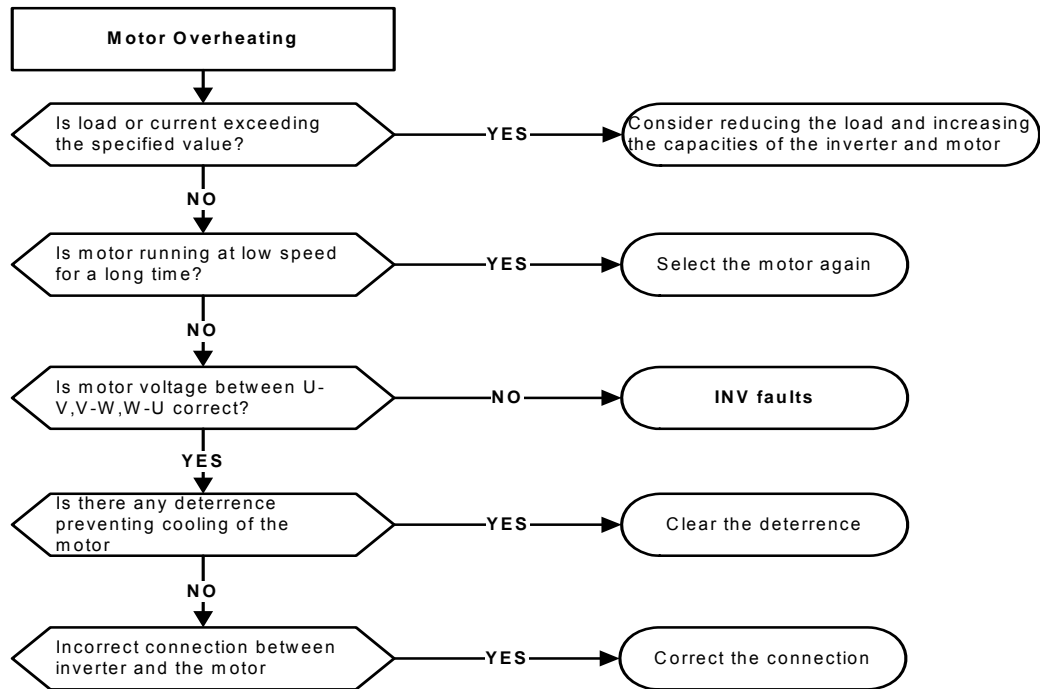 Motor Overheating
Is load or current exceeding
the specified value?
YES
Consider reducing the load and increasing
the capacities of the inverter and motor
NO
Is motor running at low speed
for a long time?
YES
Select the motor again
NO
Is motor voltage between U-
V,V-W,W-U correct?
NO
INV faults
YES
Is there any deterrence
preventing cooling of the
motor
YES
Clear the deterrence
NO
Incorrect connection between
inverter and the motor
YES
Correct the connection